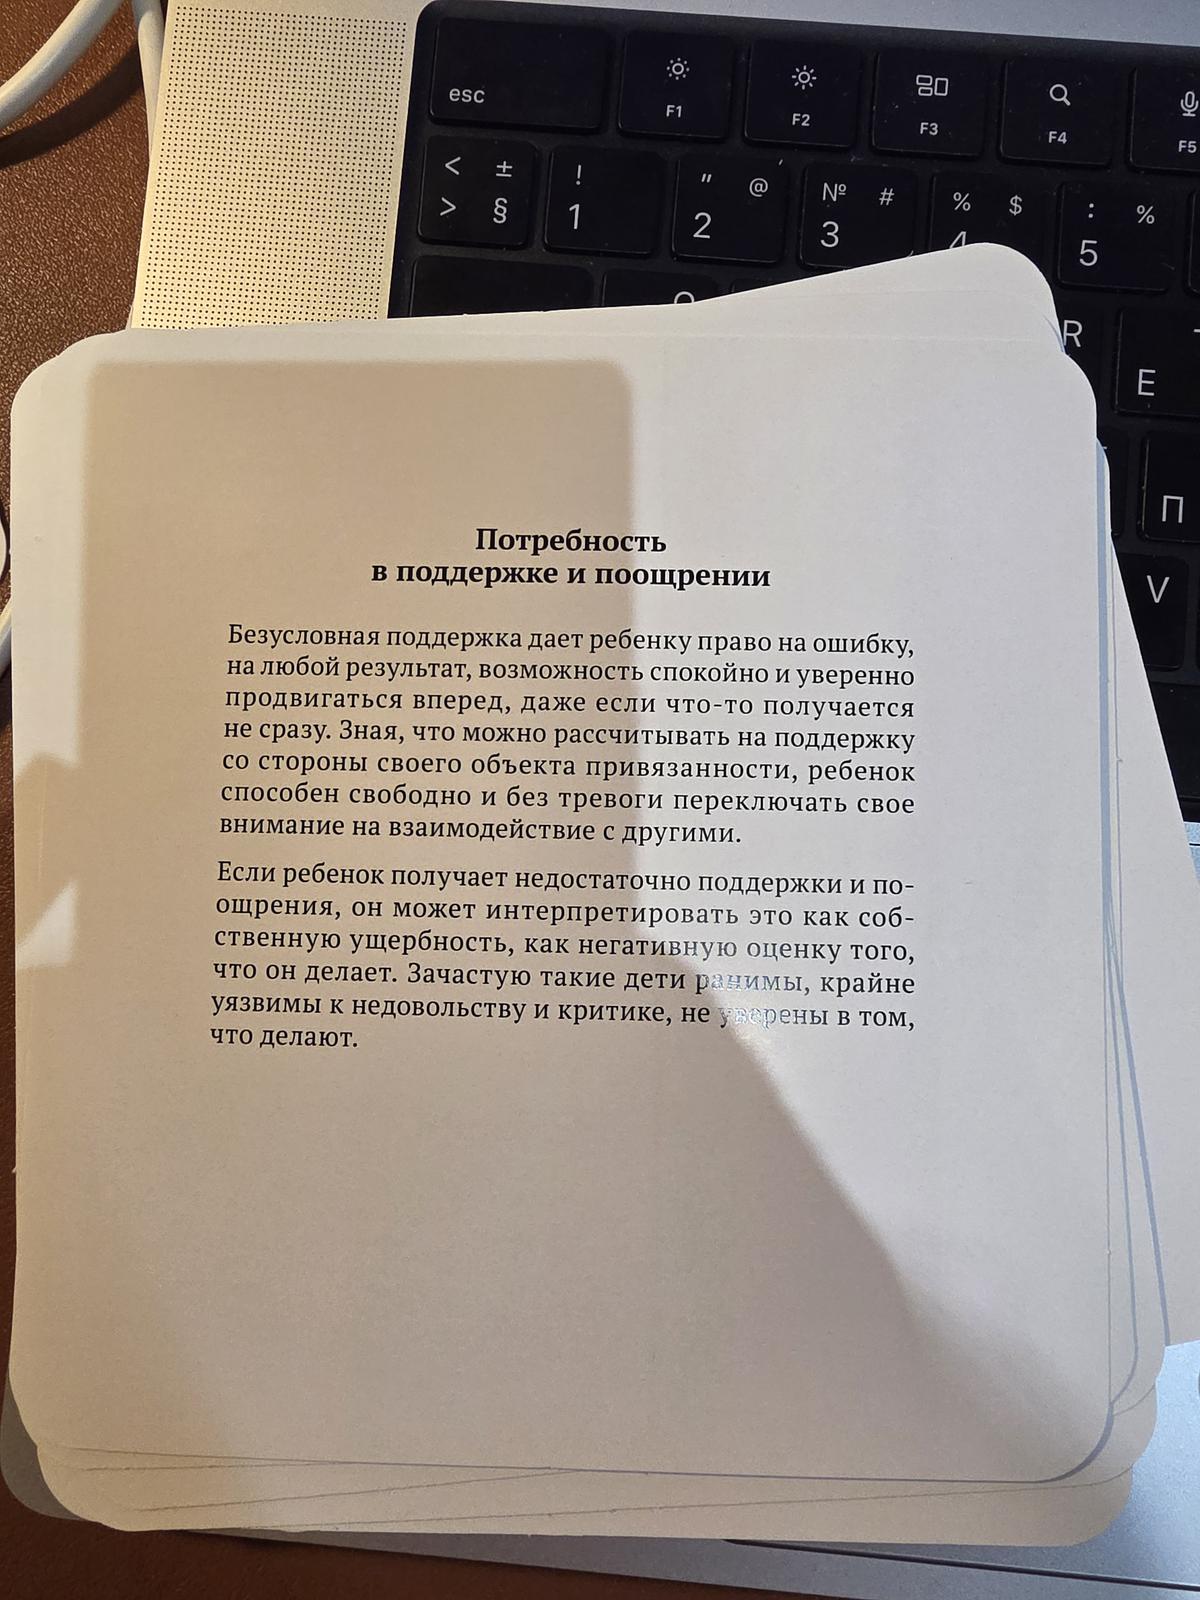 esc
F1
F2
F3
F4
F5
< ±
> §
!
1
" @
2
№ #
3
% $
4
: %
5
R
Е
П
V
Потребность
в поддержке и поощрении
Безусловная поддержка дает ребенку право на ошибку,
на любой результат, возможность спокойно и уверенно
продвигаться вперед, даже если что-то получается
не сразу. Зная, что можно рассчитывать на поддержку
со стороны своего объекта привязанности, ребенок
способен свободно и без тревоги переключать свое
внимание на взаимодействие с другими.
Если ребенок получает недостаточно поддержки и по-
ощрения, он может интерпретировать это как соб-
ственную ущербность, как негативную оценку того,
что он делает. Зачастую такие дети ранимы, крайне
уязвимы к недовольству и критике, не уверены в том,
что делают.